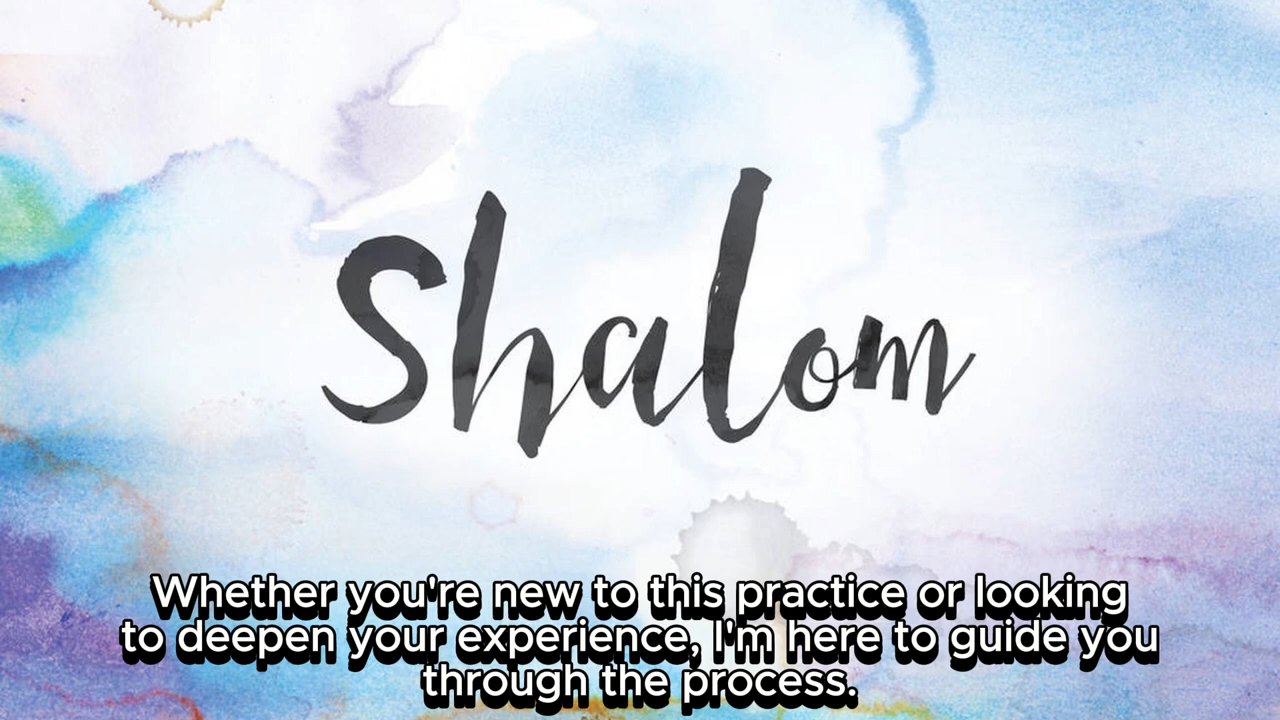 Shalom
Whether you're new to this practice or looking
to deepen your experience, I'm here to guide you
through the process.